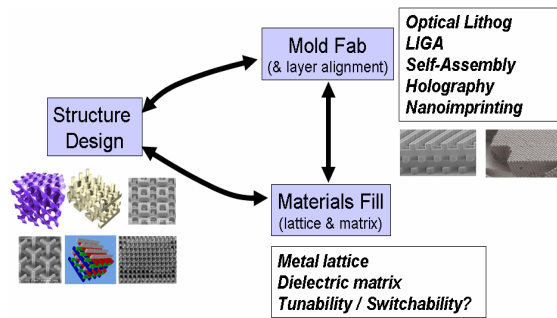 Optical Lithog
LIGA
Self-Assembly
Holography
Nanoimprinting
Mold Fab
(& layer alignment)
Structure
Design
Materials Fill
(lattice & matrix)
Metal lattice
Dielectric matrix
Tunability / Switchability?